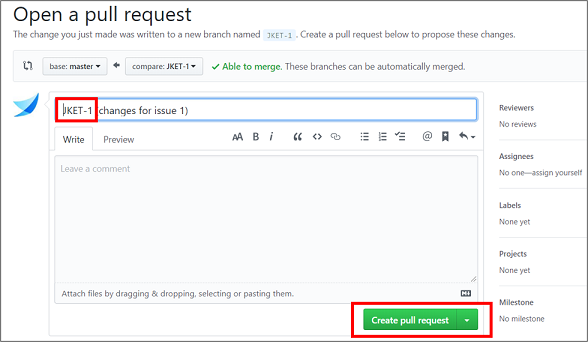 Open a pull request
The change you just made was written to a new branch named JKET-1. Create a pull request below to propose these changes.
base: master compare: JKET-1 Able to merge. These branches can be automatically merged.
JKET-1 changes for issue 1)
Write Preview AA B i
Leave a comment
Attach files by dragging & dropping, selecting or pasting them.
Create pull request
Reviewers
No reviews
Assignees
No one—assign yourself
Labels
None yet
Projects
None yet
Milestone
No milestone